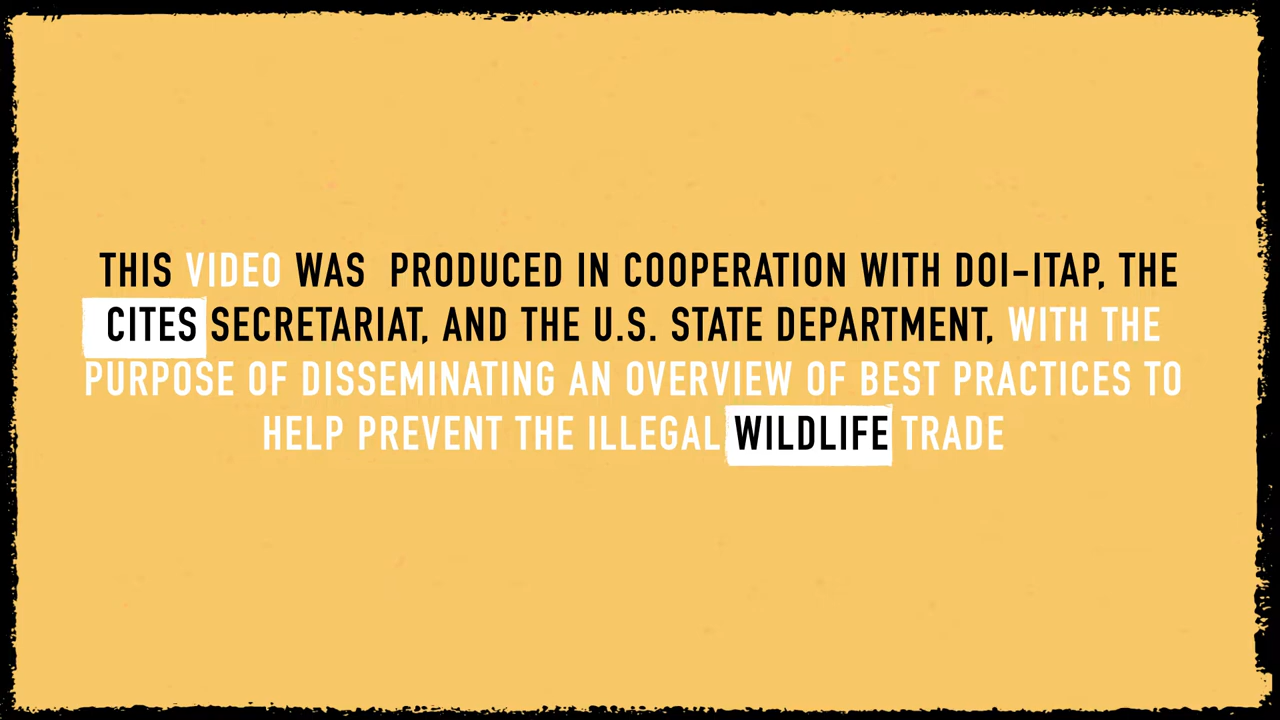 THIS VIDEO WAS PRODUCED IN COOPERATION WITH DOI-ITAP, THE
CITES SECRETARIAT, AND THE U.S. STATE DEPARTMENT, WITH THE
PURPOSE OF DISSEMINATING AN OVERVIEW OF BEST PRACTICES TO
HELP PREVENT THE ILLEGAL WILDLIFE TRADE